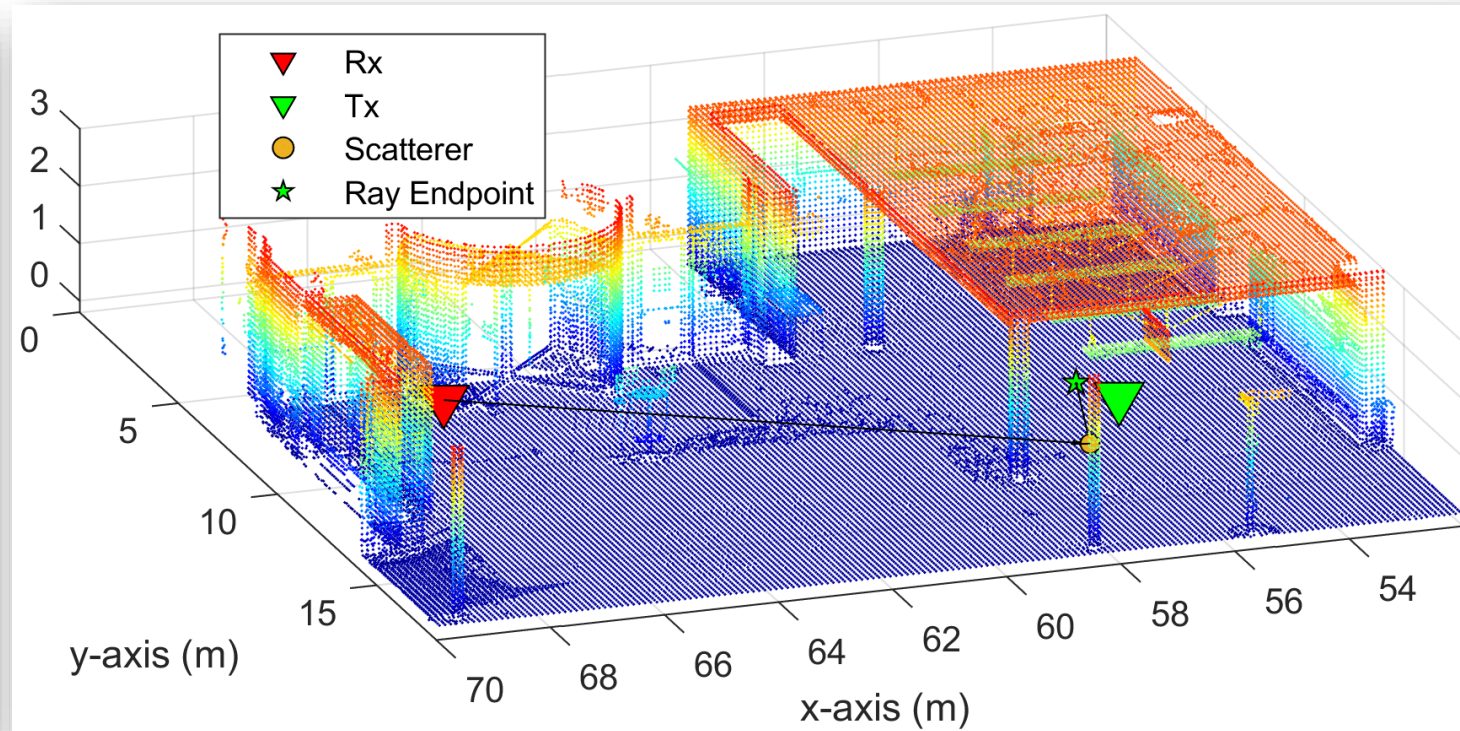 Rx
Tx
Scatterer
Ray Endpoint
3
2
1
0
0
5
10
15
y-axis (m)
70
68
66
64
62
60
58
56
54
x-axis (m)